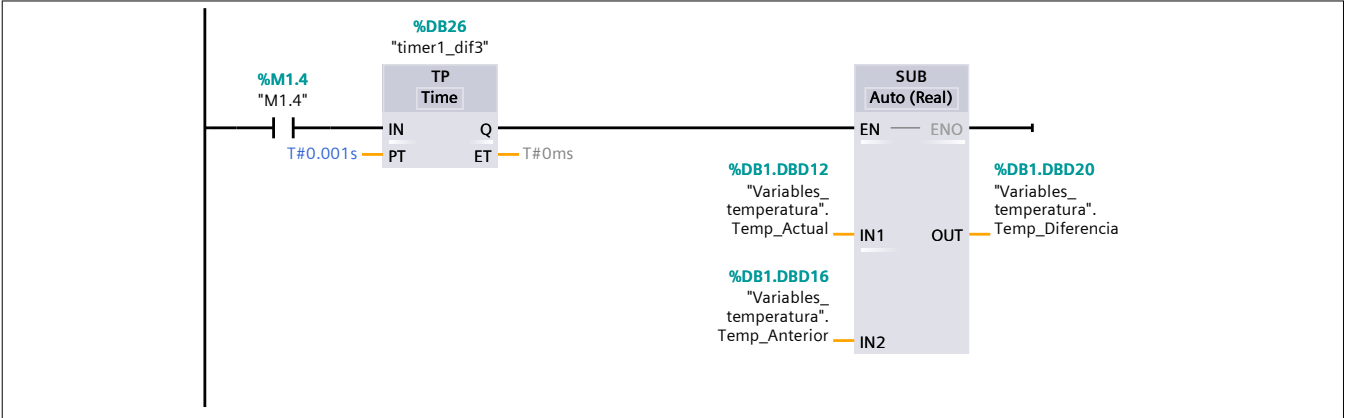 %DB26
"timer1_dif3"
%M1.4
"M1.4"
TP
Time
IN
Q
T#0.001s
PT
ET
T#0ms
SUB
Auto (Real)
EN
ENO
%DB1.DBD12
"Variables_
temperatura".
Temp_Actual
IN1
%DB1.DBD16
"Variables_
temperatura".
Temp_Anterior
IN2
OUT
%DB1.DBD20
"Variables_
temperatura".
Temp_Diferencia